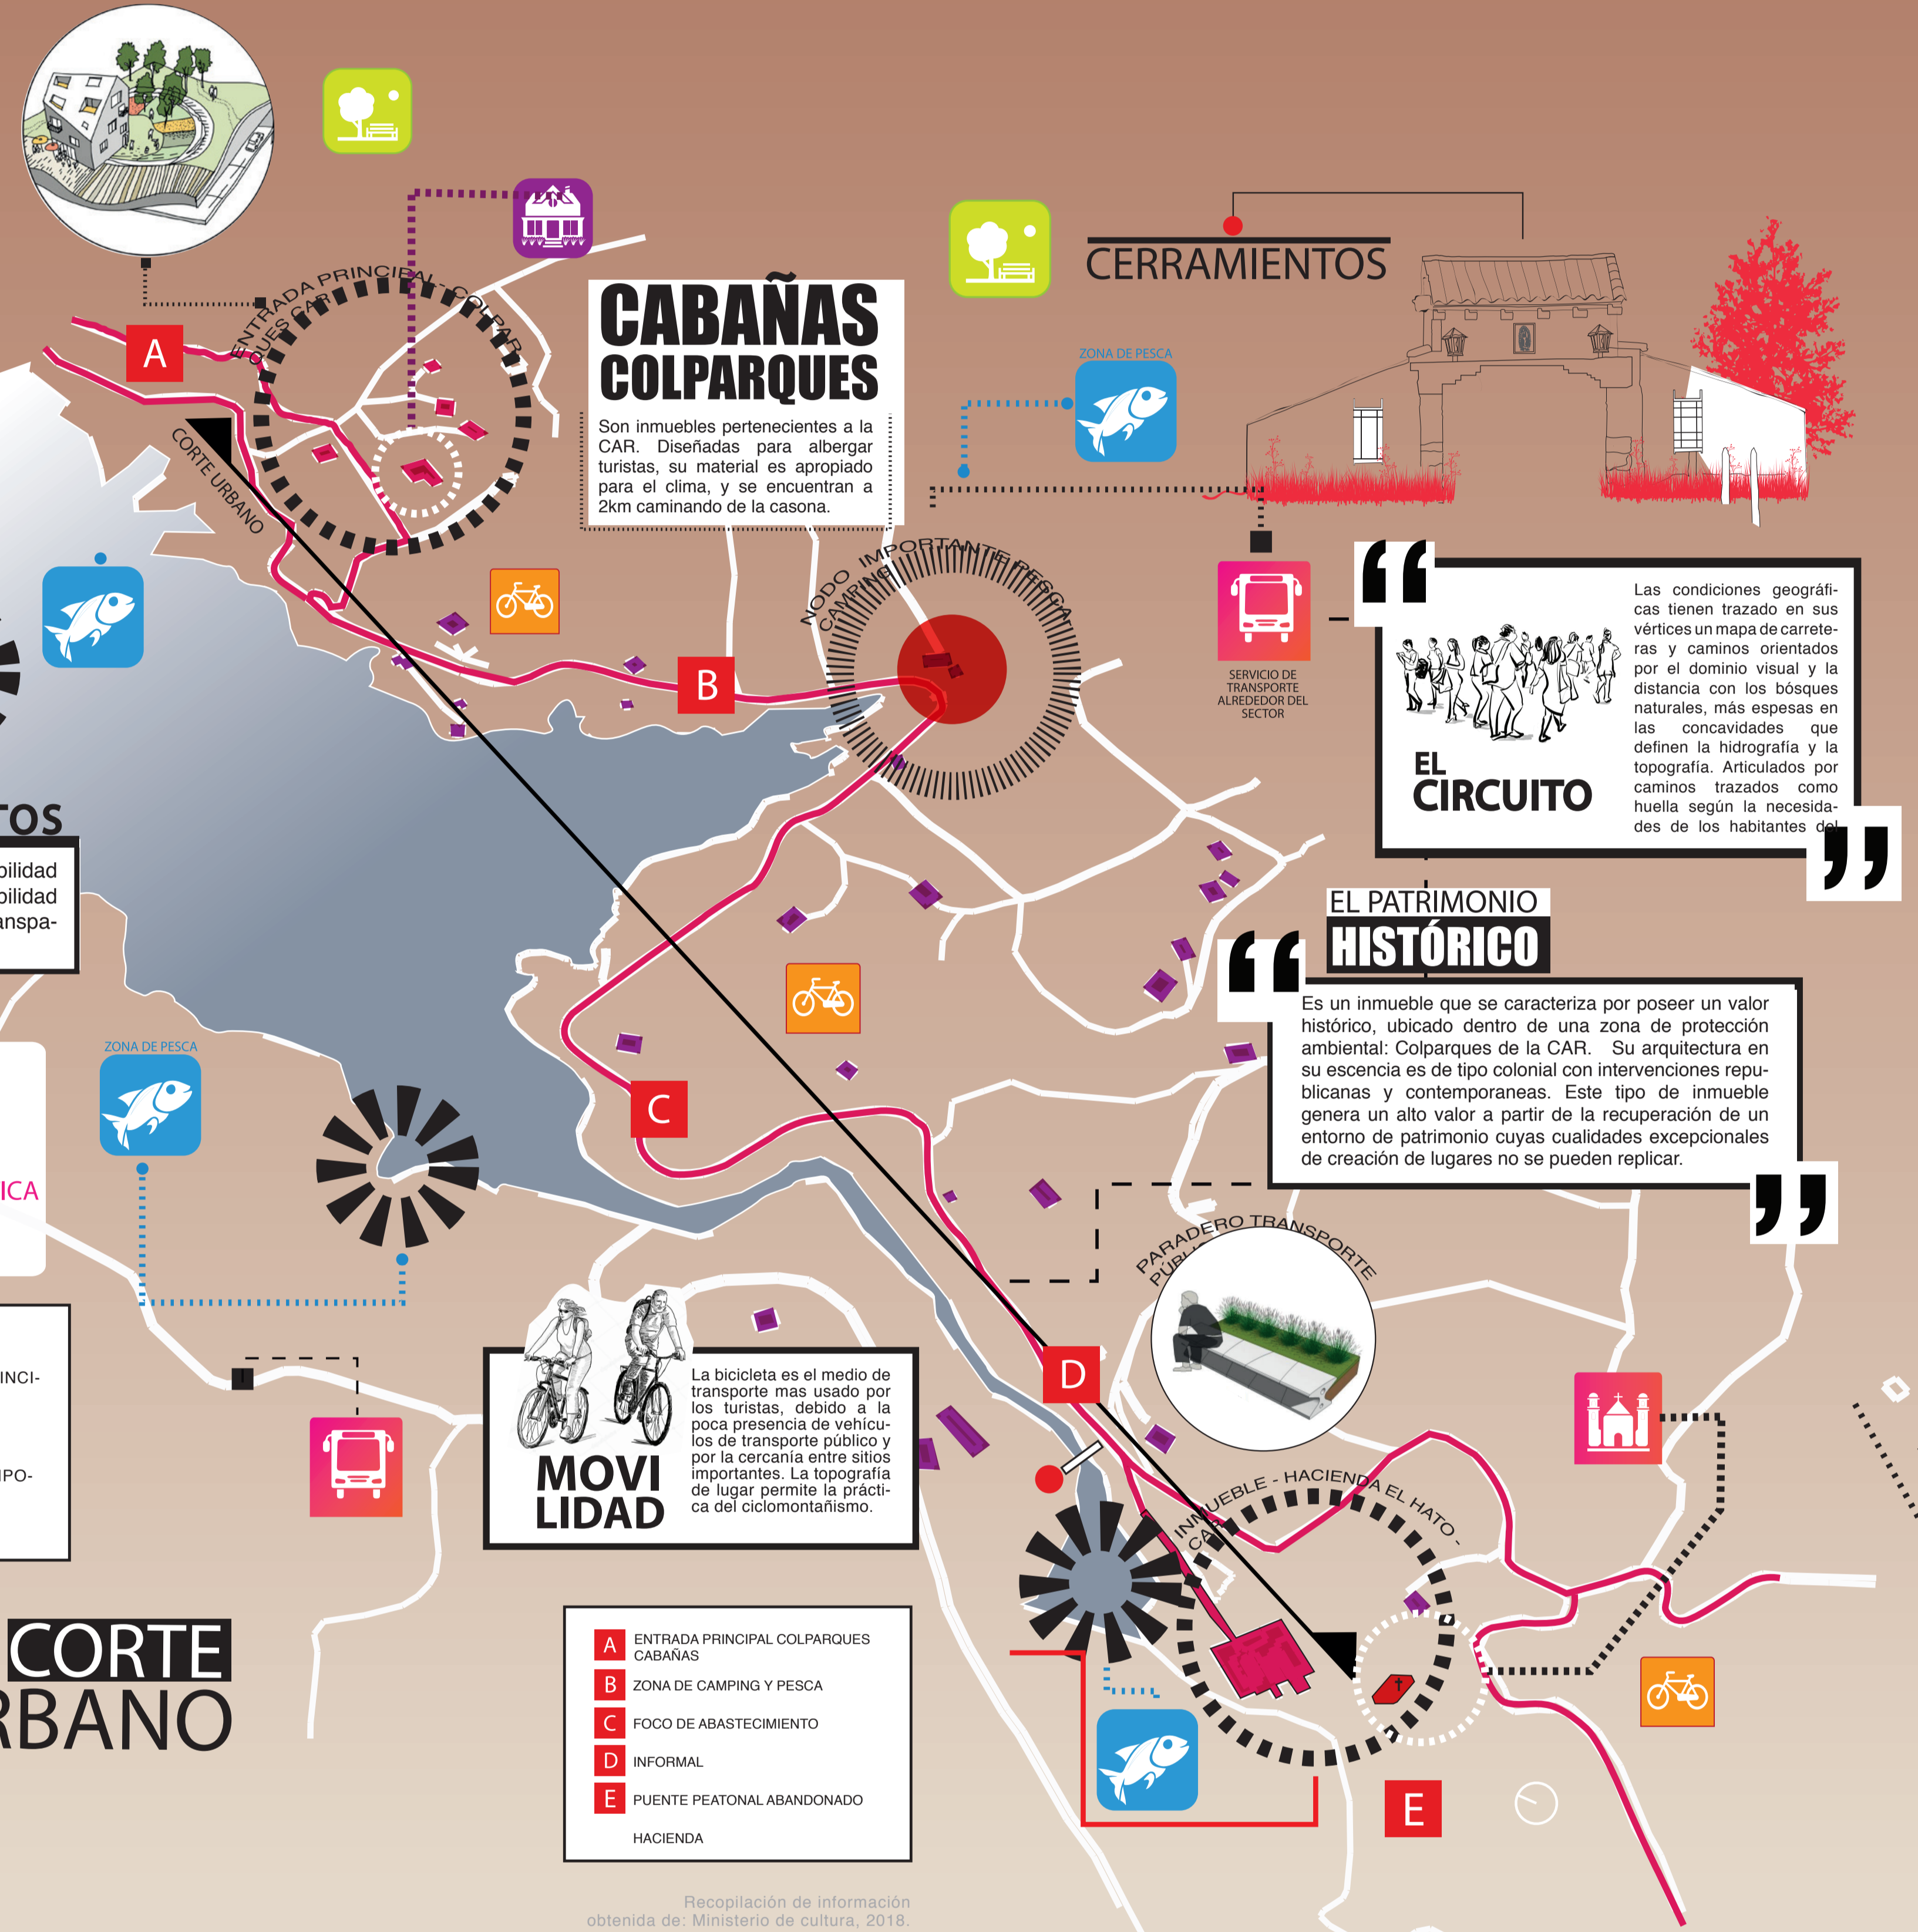 ENTRADA PRINCIPAL - COLPAR-
QUES CAR
A
CORTE URBANO
CABAÑAS
COLPARQUES
Son inmuebles pertenecientes a la
CAR. Diseñadas para albergar
turistas, su material es apropiado
para el clima, y se encuentran a
2km caminando de la casona.
CERRAMIENTOS
ZONA DE PESCA
NODO IMPORTANTE PESCA
CAMPING
B
SERVICIO DE
TRANSPORTE
ALREDEDOR DEL
SECTOR
“
EL
CIRCUITO
Las condiciones geográfi-
cas tienen trazado en sus
vértices un mapa de carrete-
ras y caminos orientados
por el dominio visual y la
distancia con los bósques
naturales, más espesas en
las concavidades que
definen la hidrografía y la
topografía. Articulados por
caminos trazados como
huella según la necesida-
des de los habitantes del
”
TOS
bilidad
bilidad
anspa-
EL PATRIMONIO
HISTÓRICO
“
Es un inmueble que se caracteriza por poseer un valor
histórico, ubicado dentro de una zona de protección
ambiental: Colparques de la CAR. Su arquitectura en
su escencia es de tipo colonial con intervenciones repu-
blicanas y contemporaneas. Este tipo de inmueble
genera un alto valor a partir de la recuperación de un
entorno de patrimonio cuyas cualidades excepcionales
de creación de lugares no se pueden replicar.
”
ZONA DE PESCA
C
ICA
PARADERO TRANSPORTE
INCI-
IPO-
MOVI
LIDAD
La bicicleta es el medio de
transporte mas usado por
los turistas, debido a la
poca presencia de vehícu-
los de transporte público y
por la cercanía entre sitios
importantes. La topografía
de lugar permite la prácti-
ca del ciclomontañismo.
D
INMUEBLE - HACIENDA EL HATO -
CAR
CORTE
RBANO
A ENTRADA PRINCIPAL COLPARQUES
CABAÑAS
B ZONA DE CAMPING Y PESCA
C FOCO DE ABASTECIMIENTO
D INFORMAL
E PUENTE PEATONAL ABANDONADO
HACIENDA
E
Recopilación de información
obtenida de: Ministerio de cultura, 2018.